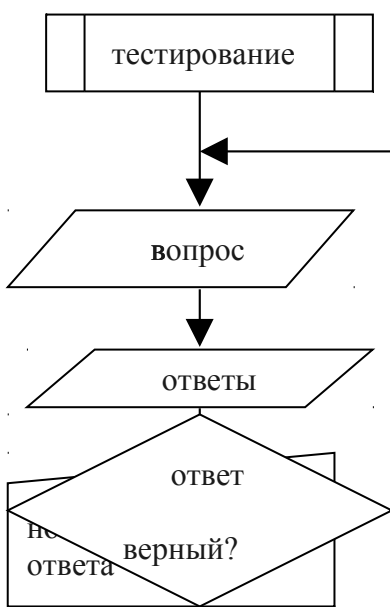 тестирование
вопрос
ответы
ответ
верный?
ответа